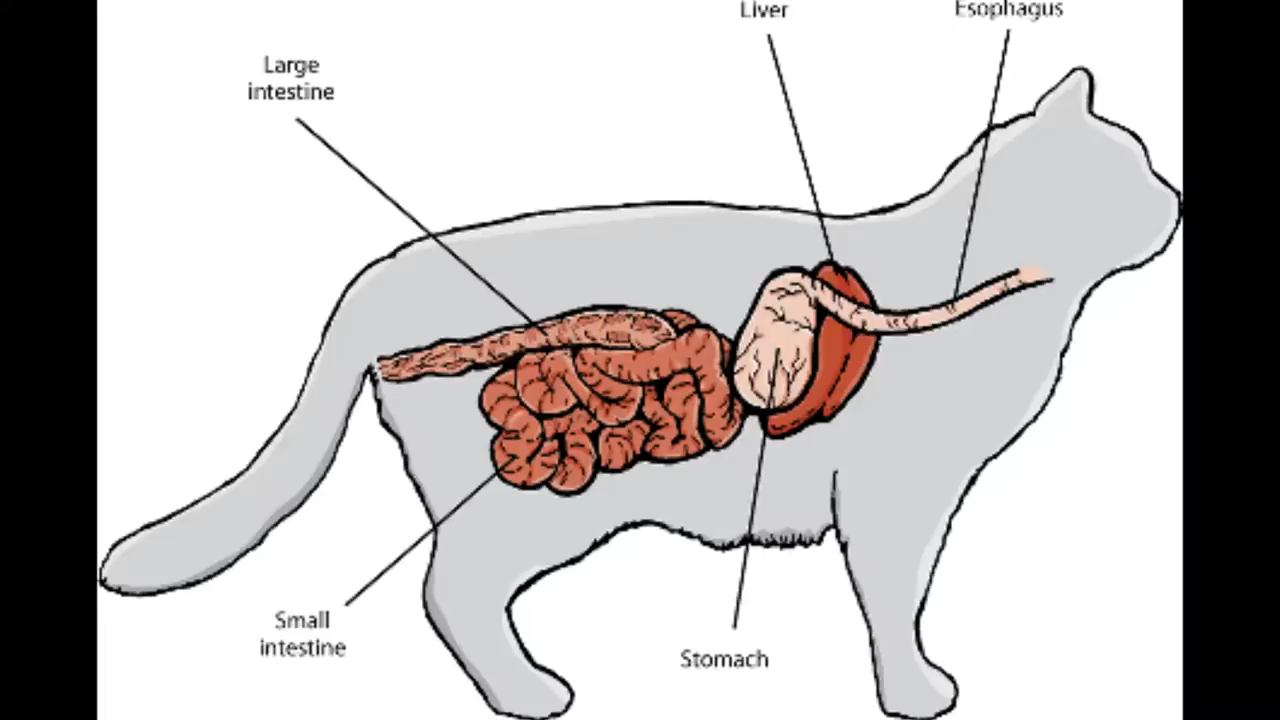 Liver
Esophagus
Large
intestine
Small
intestine
Stomach